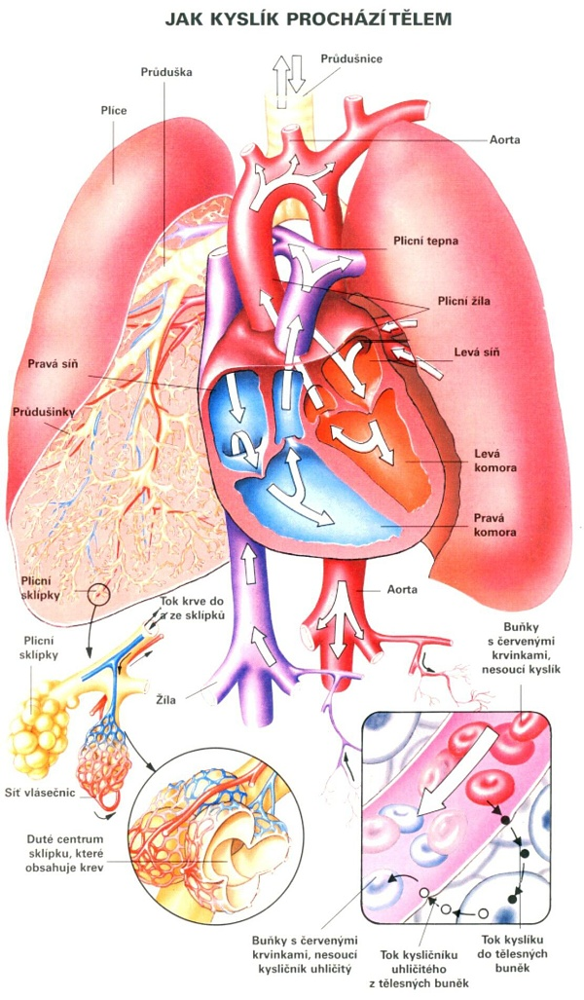 JAK KYSLÍK PROCHÁZÍ TĚLEM
Průdušnice
Průduška
Plíce
Aorta
Plicní tepna
Plicní žíla
Levá síň
Pravá síň
Průdušinky
Levá
komora
Pravá
komora
Plicní
sklípky
Aorta
Tok krve do
a ze sklípků
Plicní
sklípky
Buňky
s červenými
krvinkami,
nesoucí kyslík
Žíla
Síť vlásečnic
Duté centrum
sklípku, které
obsahuje krev
Buňky s červenými
krvinkami, nesoucí
kysličník uhličitý
Tok kysličníku
uhličitého
z tělesných buněk
Tok kyslíku
do tělesných
buněk